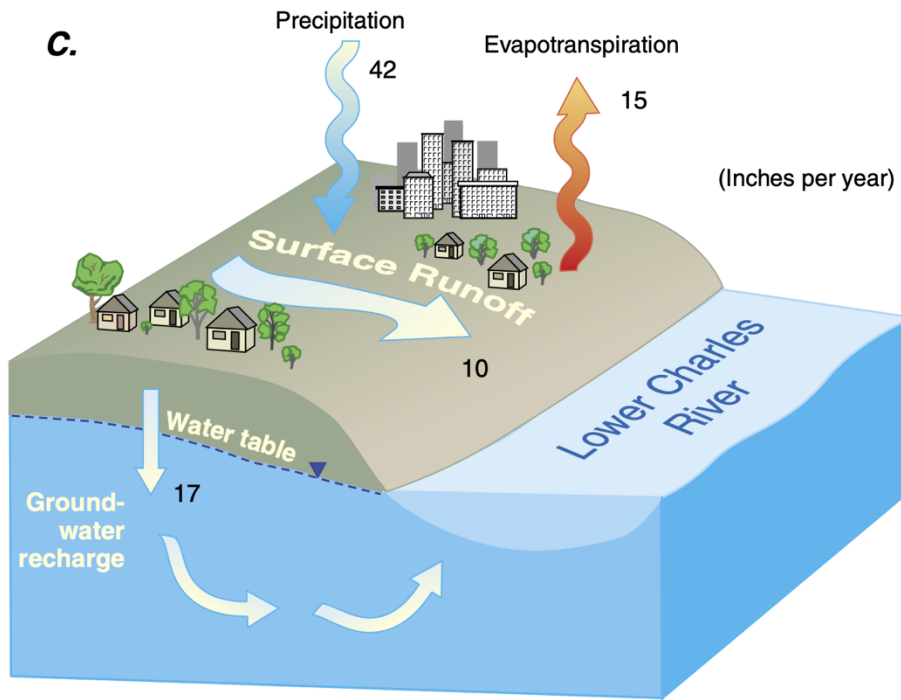 C.
Precipitation
42
Evapotranspiration
15
(Inches per year)
Surface Runoff
10
Lower Charles
River
Water table
17
Ground-
water
recharge